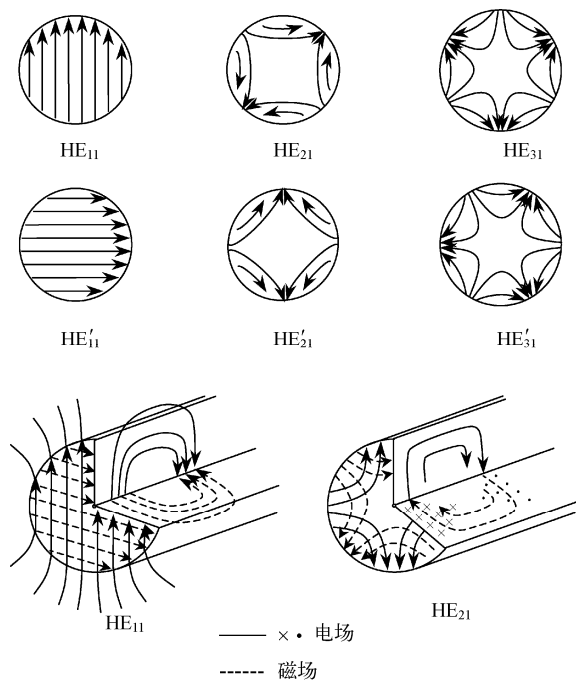 HE₁₁ HE₂₁ HE₃₁
HE′₁₁ HE′₂₁ HE′₃₁
HE₁₁ HE₂₁
× • 电场
磁场